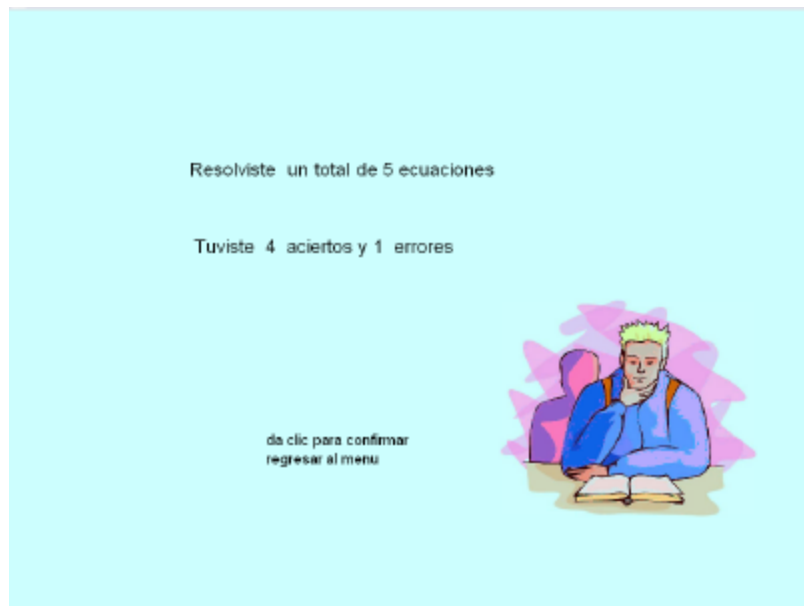 Resolviste un total de 5 ecuaciones
Tuviste 4 aciertos y 1 errores
da clic para confirmar
regresar al menu